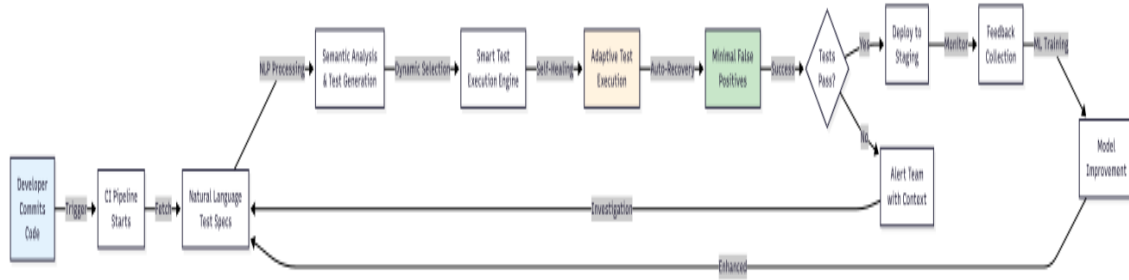 Developer
Commits
Code
Trigger
CI Pipeline
Starts
Fetch
Natural Language
Test Specs
NLP Processing
Semantic Analysis
& Test Generation
Dynamic Selection
Smart Test
Execution Engine
Self-Healing
Adaptive Test
Execution
Auto-Recovery
Minimal False
Positives
Success
Tests
Pass?
Yes
Deploy to
Staging
Monitor
Feedback
Collection
ML Training
Model
Improvement
No
Alert Team
with Context
Investigation
Enhanced